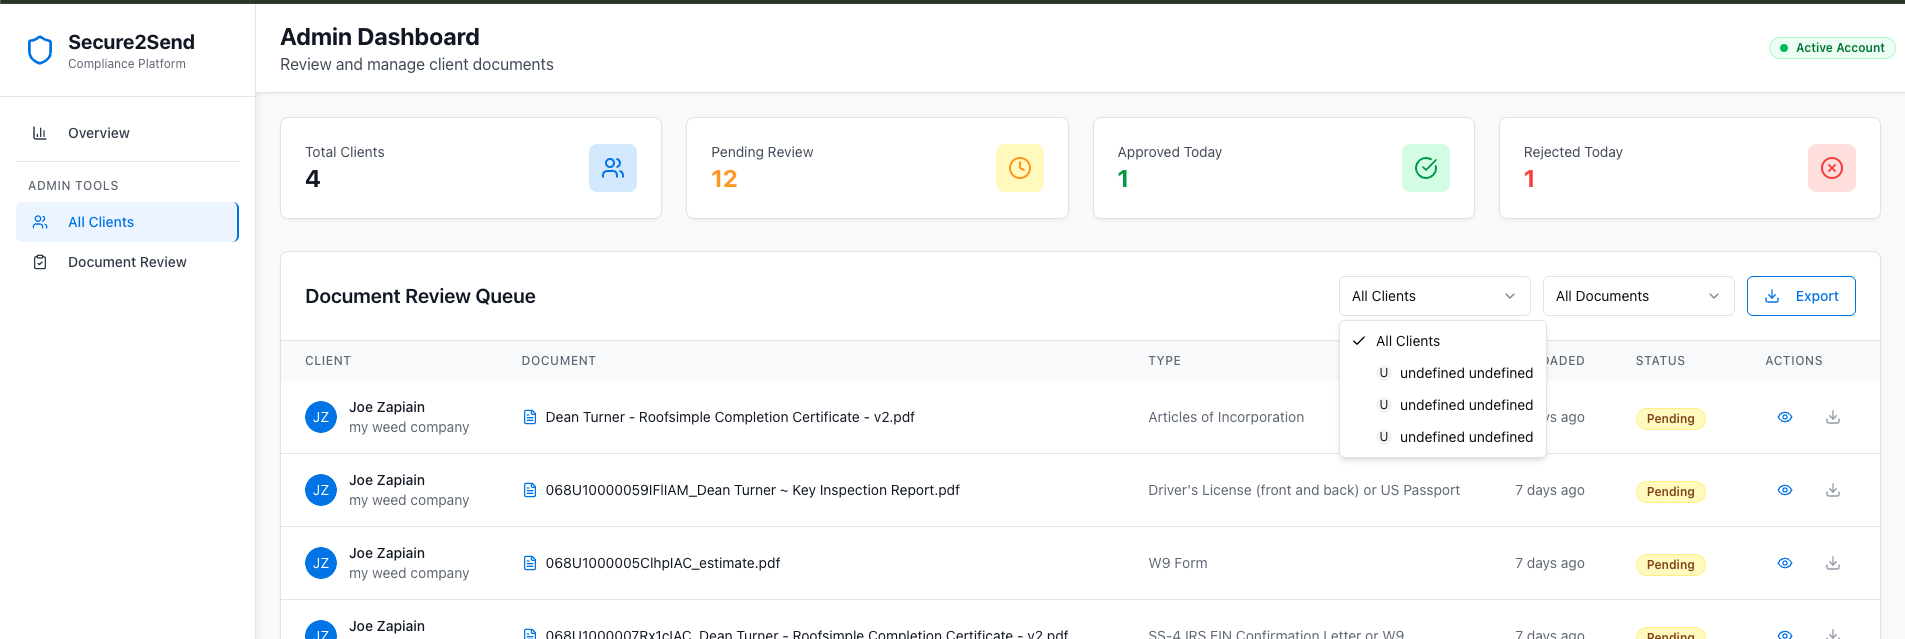 Secure2Send
Compliance Platform
Overview
ADMIN TOOLS
All Clients
Document Review
Admin Dashboard
Review and manage client documents
Active Account
Total Clients
4
Pending Review
12
Approved Today
1
Rejected Today
1
Document Review Queue
All Clients
All Documents
Export
All Clients
U undefined undefined
U undefined undefined
U undefined undefined
CLIENT DOCUMENT TYPE OADED STATUS ACTIONS
JZ Joe Zapiain
my weed company
Dean Turner - Roofsimple Completion Certificate - v2.pdf
Articles of Incorporation
ys ago
Pending
JZ Joe Zapiain
my weed company
068U10000059IFIIAM_Dean Turner ~ Key Inspection Report.pdf
Driver's License (front and back) or US Passport
7 days ago
Pending
JZ Joe Zapiain
my weed company
068U1000005CIhpIAC_estimate.pdf
W9 Form
7 days ago
Pending
JZ Joe Zapiain
068U1000007Rx1cIAC_Dean Turner - Roofsimple Completion Certificate - v2.pdf
SS-4 IRS EIN Confirmation Letter or W9
7 days ago
Pending